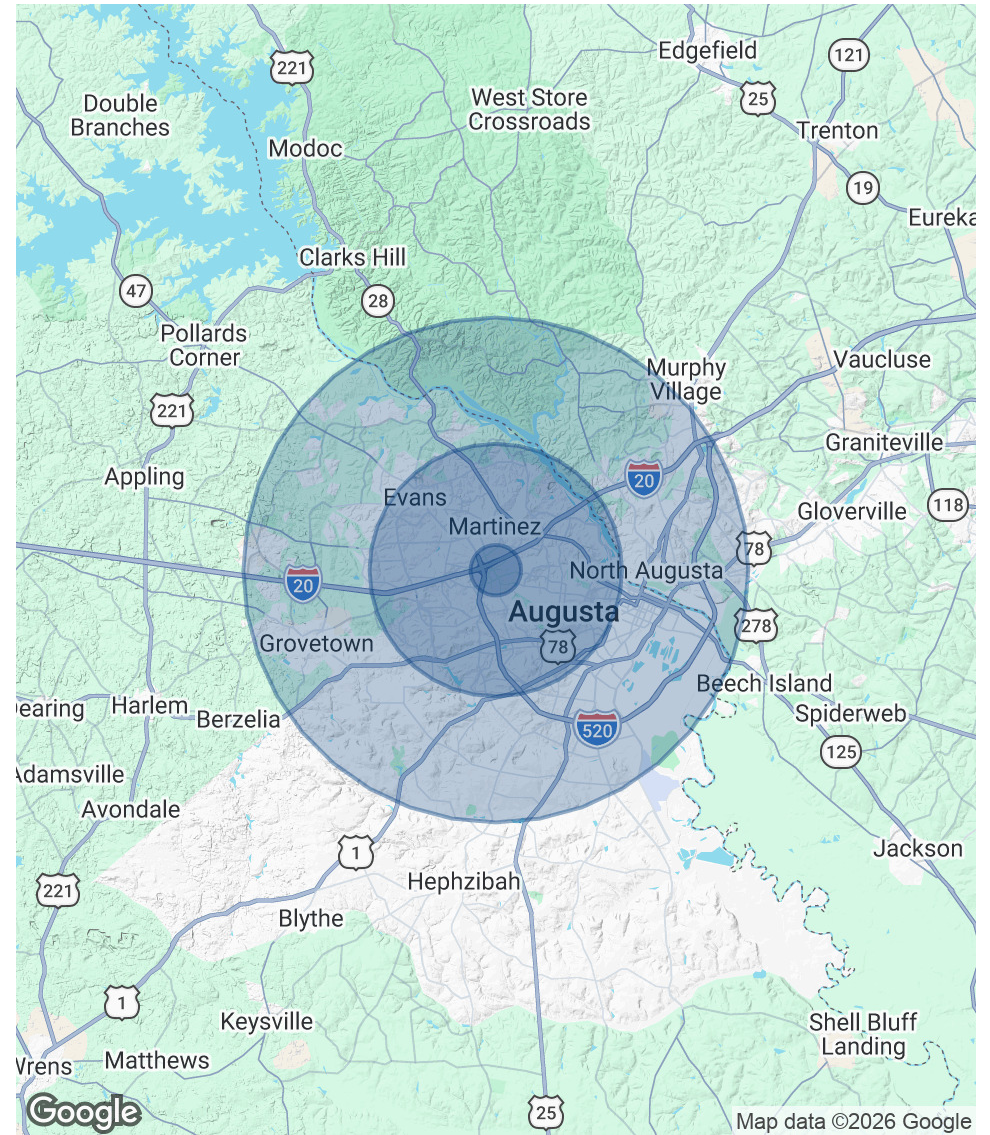 Edgefield
221
121
25
Double
Branches
West Store
Crossroads
Trenton
Modoc
19
Eureka
Clarks Hill
47
28
Pollards
Corner
Murphy
Village
Vaucluse
221
Graniteville
Appling
20
Evans
118
Gloverville
Martinez
78
North Augusta
20
Augusta
278
Grovetown
78
Beech Island
earing
Harlem
Berzelia
Spiderweb
520
125
Adamsville
Avondale
Jackson
1
Hephzibah
221
Blythe
1
Keysville
Shell Bluff
Landing
Wrens
Matthews
Google
25
Map data ©2026 Google